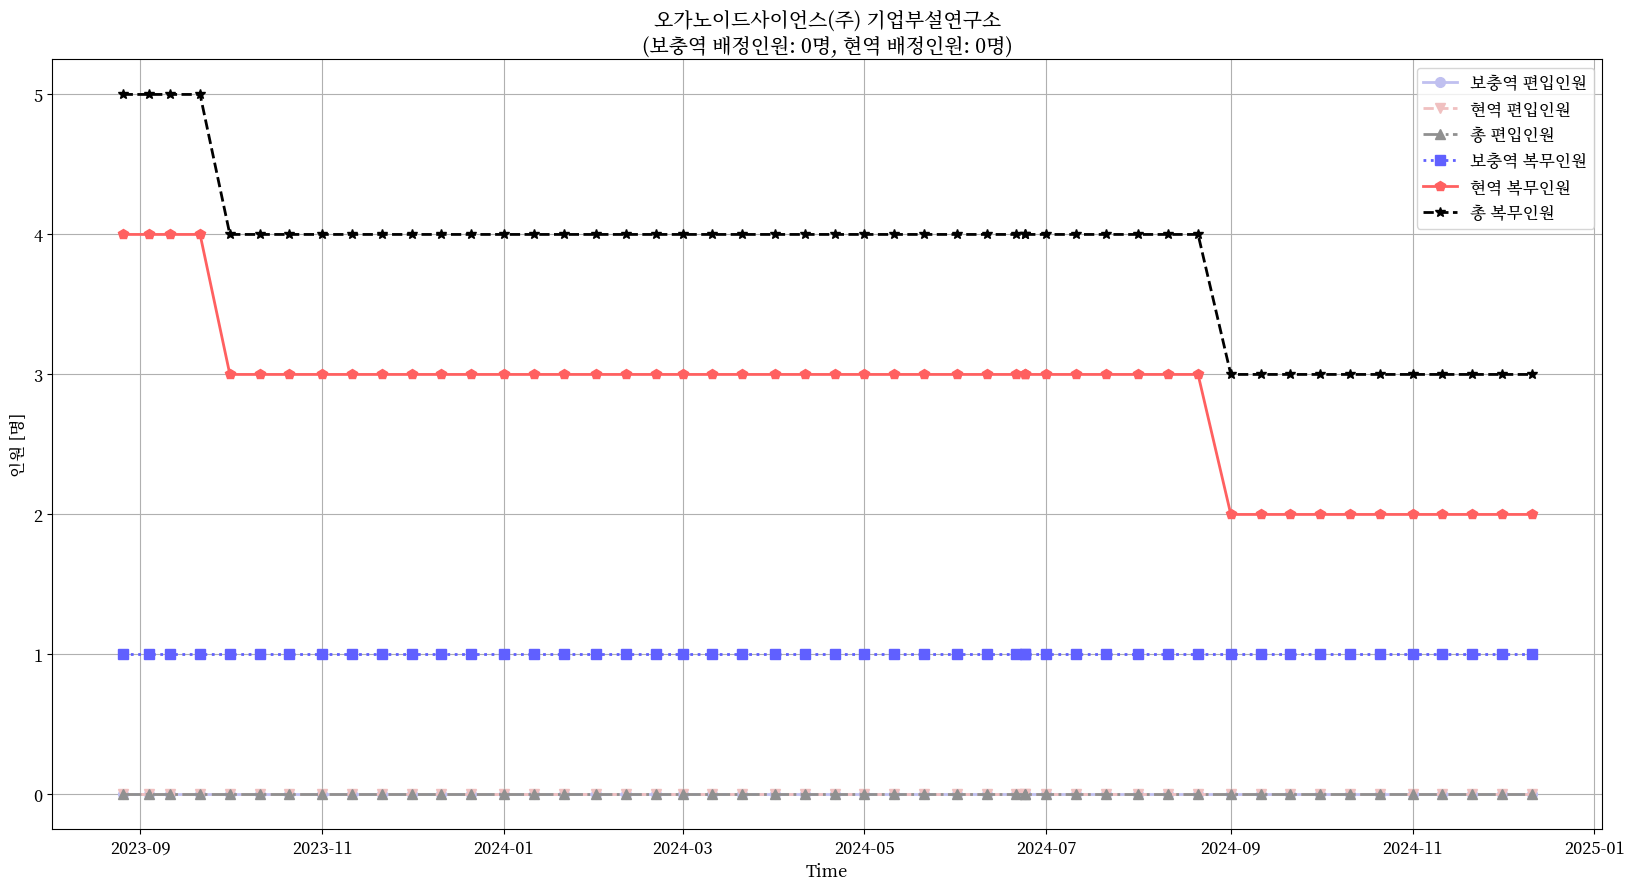 오가노이드사이언스(주) 기업부설연구소
(보충역 배정인원: 0명, 현역 배정인원: 0명)
보충역 편입인원
현역 편입인원
총 편입인원
보충역 복무인원
현역 복무인원
총 복무인원
인원 [명]
5
4
3
2
1
0
2023-09
2023-11
2024-01
2024-03
2024-05
2024-07
2024-09
2024-11
2025-01
Time